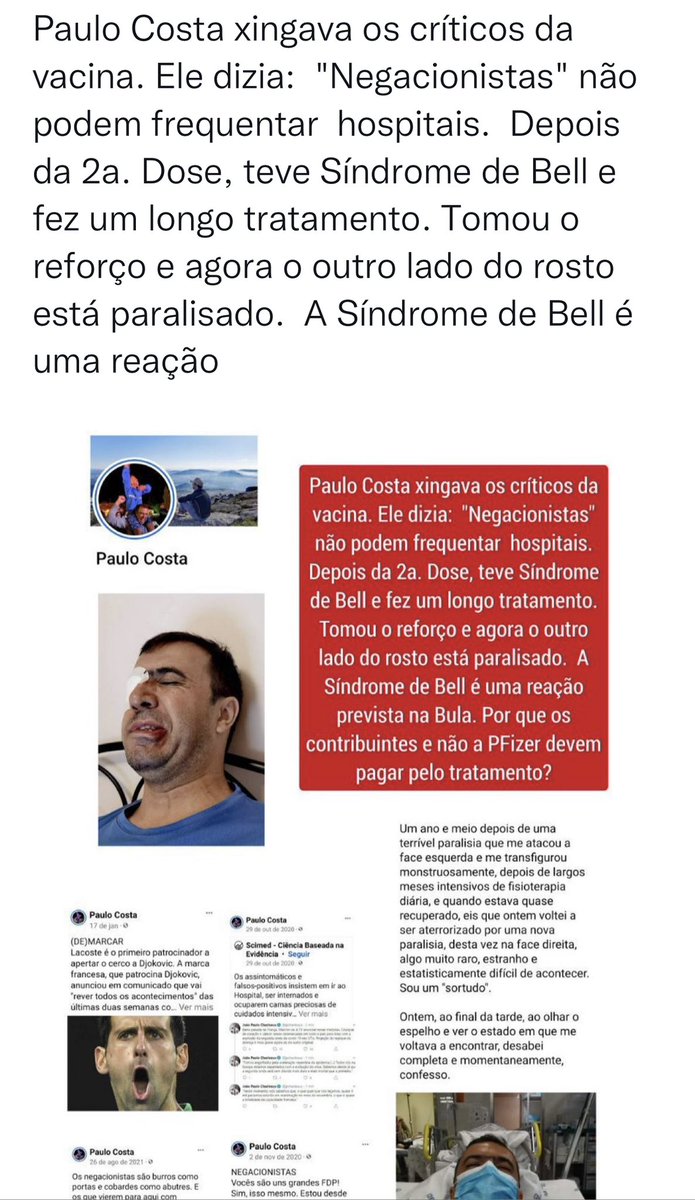 Paulo Costa xingava os críticos da
vacina. Ele dizia:  "Negacionistas" não
podem frequentar  hospitais.  Depois
da 2a. Dose, teve Síndrome de Bell e
fez um longo tratamento. Tomou o
reforço e agora o outro lado do rosto
está paralisado.  A Síndrome de Bell é
uma reação
Paulo Costa
Paulo Costa xingava os críticos da
vacina. Ele dizia:  "Negacionistas"
não podem frequentar  hospitais.
Depois da 2a. Dose, teve Síndrome
de Bell e fez um longo tratamento.
Tomou o reforço e agora o outro
lado do rosto está paralisado.  A
Síndrome de Bell é uma reação
prevista na Bula. Por que os
contribuintes e não a PFizer devem
pagar pelo tratamento?
Um ano e meio depois de uma
terrível paralisia que me atacou a
face esquerda e me transfigurou
monstruosamente, depois de largos
meses intensivos de fisioterapia
diária, e quando estava quase
recuperado, eis que ontem voltei a
ser aterrorizado por uma nova
paralisia, desta vez na face direita,
algo muito raro, estranho e
estatisticamente difícil de acontecer.
Sou um "sortudo".
Ontem, ao final da tarde, ao olhar o
espelho e ver o estado em que me
voltava a encontrar, desabei
completa e momentaneamente,
confesso.
Paulo Costa
17 de jan ·
(DE)MARCAR
Lacoste é o primeiro patrocinador a
apertar o cerco a Djokovic. A marca
francesa, que patrocina Djokovic,
anunciou em comunicado que vai
"rever todos os acontecimentos" das
últimas duas semanas co... Ver mais
Paulo Costa
29 de out de 2020 ·
Scimed - Ciência Baseada na
Evidência • Seguir
29 de out de 2020 ·
Os assintomáticos e
falsos-positivos insistem em ir ao
Hospital, ser internados e
ocuparem camas preciosas de
cuidados intensiv... Ver mais
Paulo Costa
26 de ago de 2021 ·
Os negacionistas são burros como
portas e cobardes como abutres. E
os que vierem para aqui com
Paulo Costa
2 de nov de 2020 ·
NEGACIONISTAS
Vocês são uns grandes FDP!
Sim, isso mesmo. Estou desde